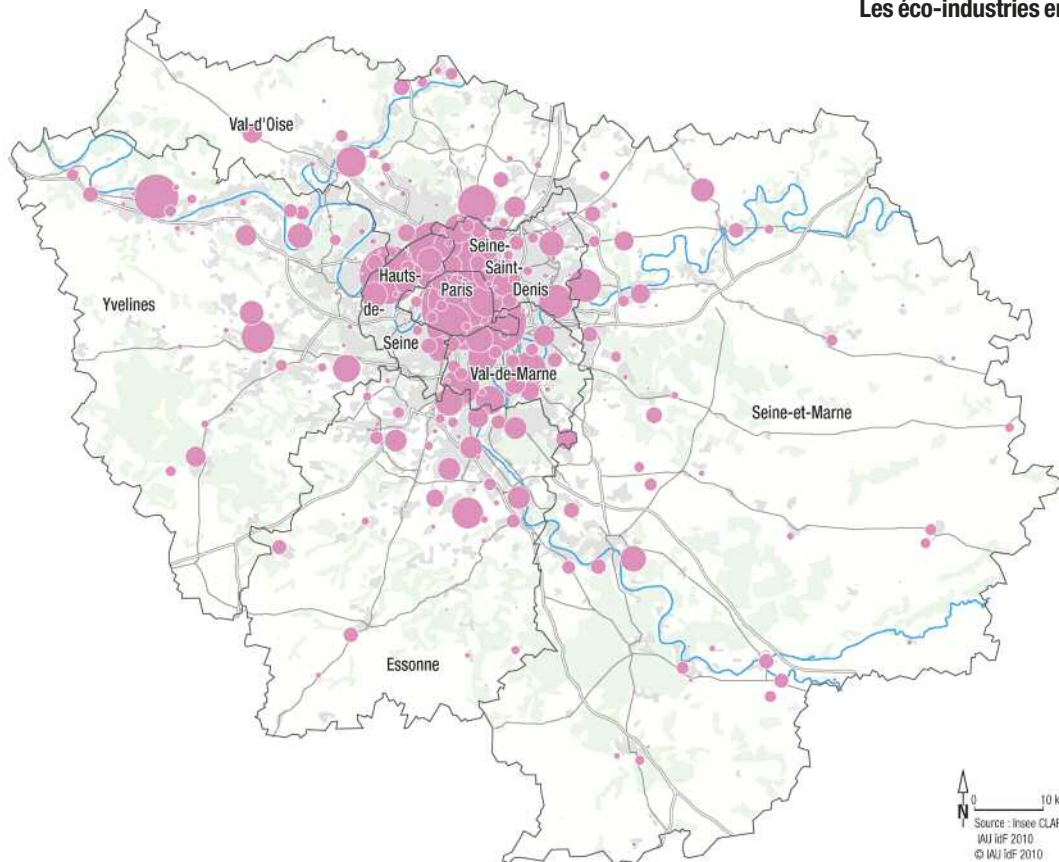 Les éco-industries en
Val-d'Oise
Seine-
Saint-
Denis
Hauts-
de-
Seine
Paris
Yvelines
Val-de-Marne
Seine-et-Marne
Essonne
N
0 10 k
Source : Insee CLAP
IAU îdF 2010
© IAU îdF 2010